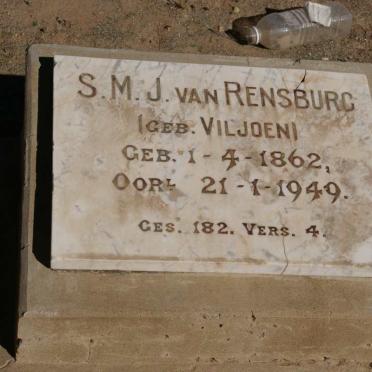 S. M. J. VAN RENSBURG
(GEB. VILJOEN)
GEB. 1-4-1862,
OORL 21-1-1949.
GES. 182. VERS. 4.